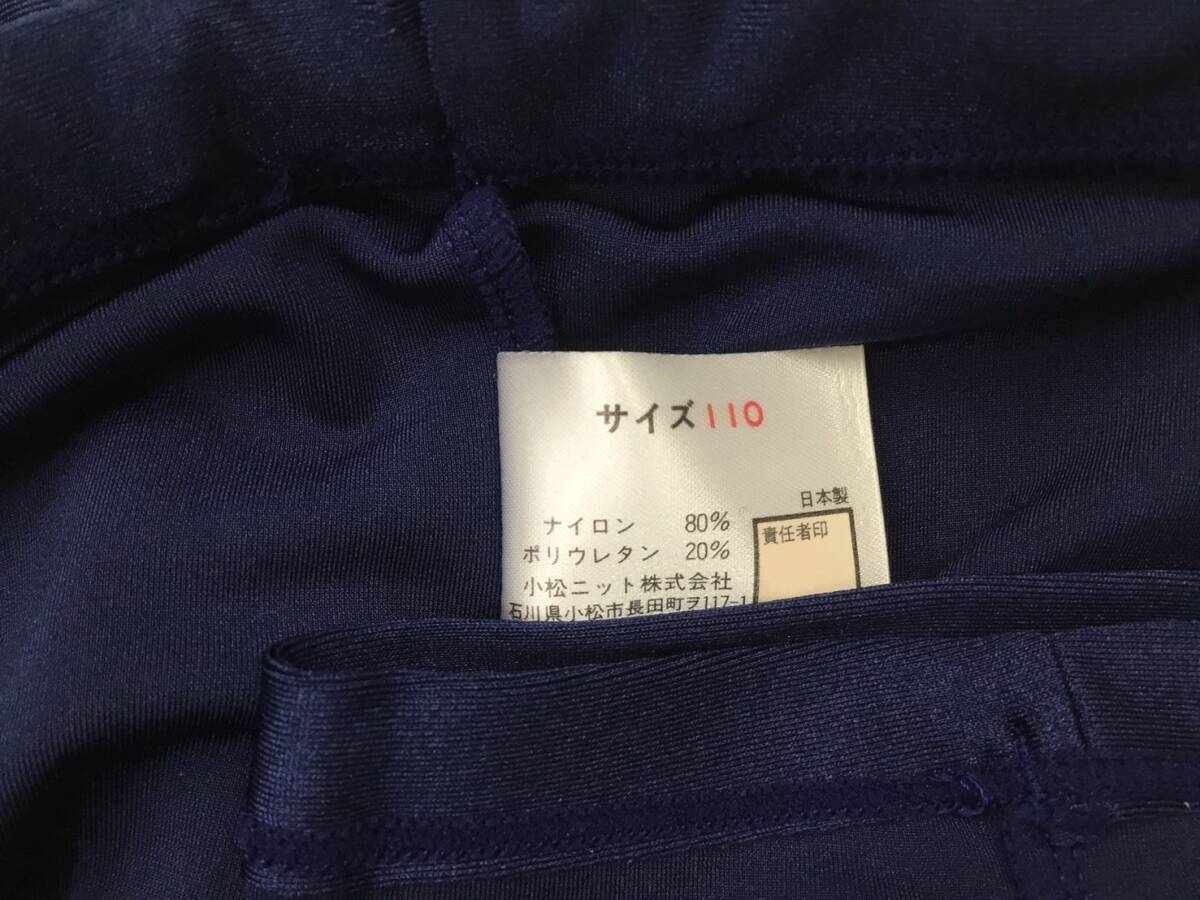 サイズ110
日本製
責任者印
ナイロン 80%
ポリウレタン 20%
小松ニット株式会社
石川県小松市長田町ヲ117-1